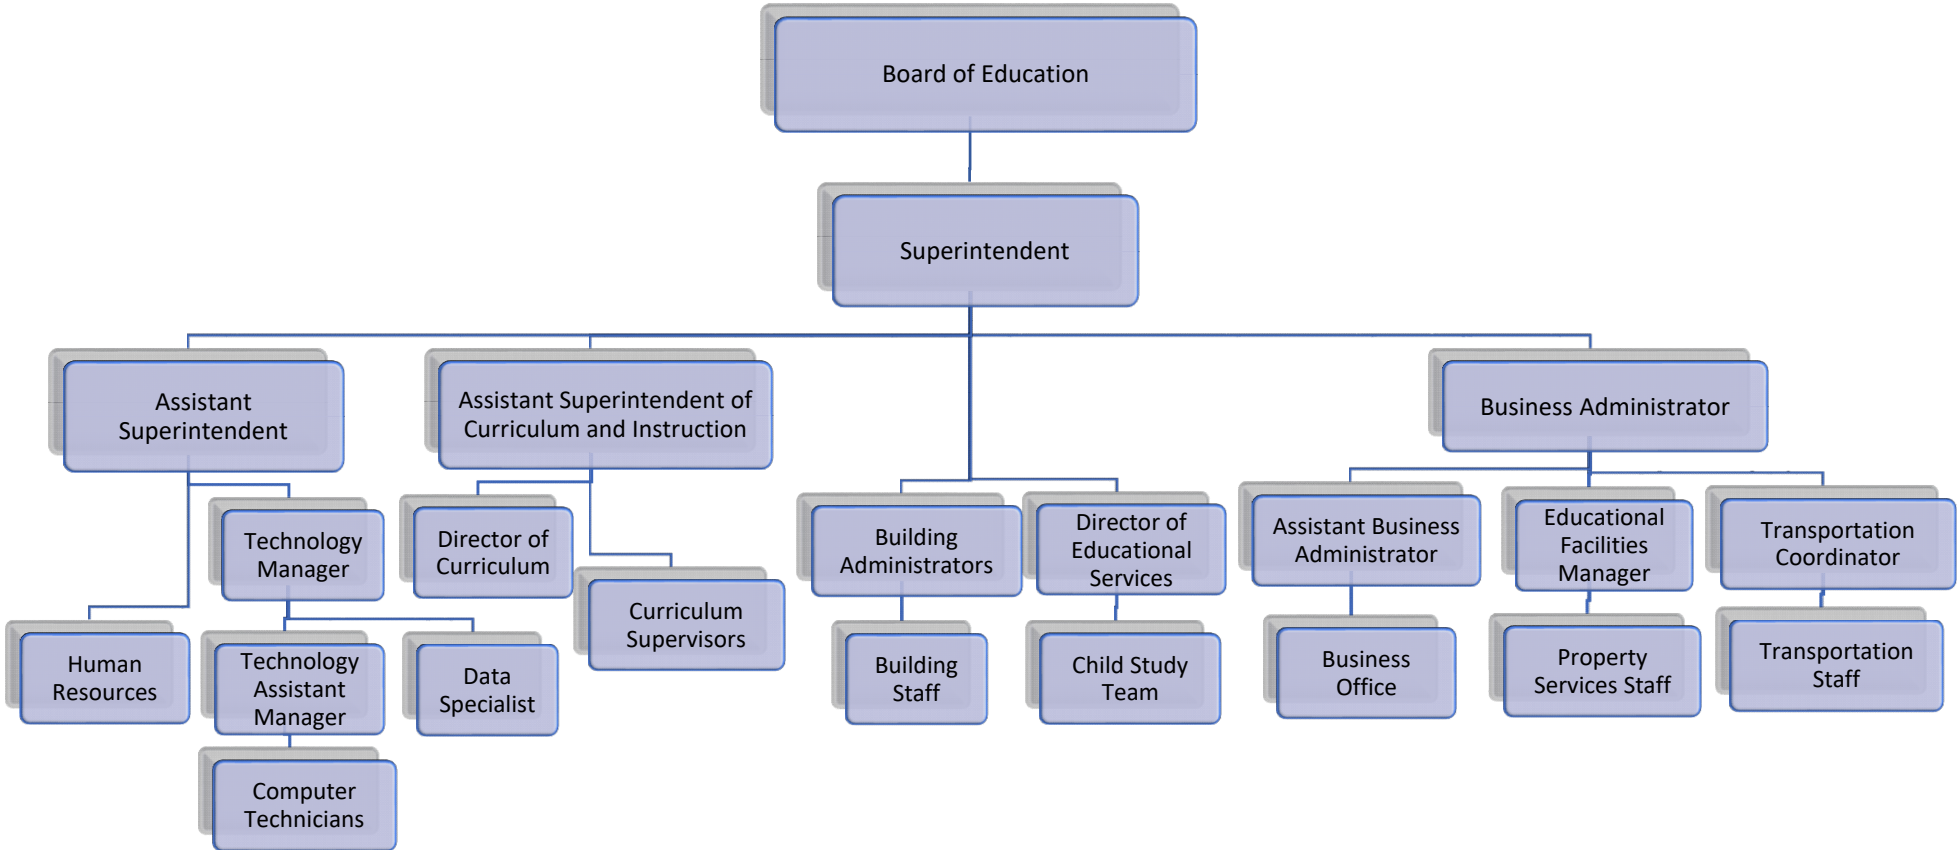 Board of Education
Superintendent
Assistant
Superintendent
Assistant Superintendent of
Curriculum and Instruction
Business Administrator
Technology
Manager
Director of
Curriculum
Building
Administrators
Director of
Educational
Services
Assistant Business
Administrator
Educational
Facilities
Manager
Transportation
Coordinator
Human
Resources
Technology
Assistant
Manager
Data
Specialist
Curriculum
Supervisors
Building
Staff
Child Study
Team
Business
Office
Property
Services Staff
Transportation
Staff
Computer
Technicians